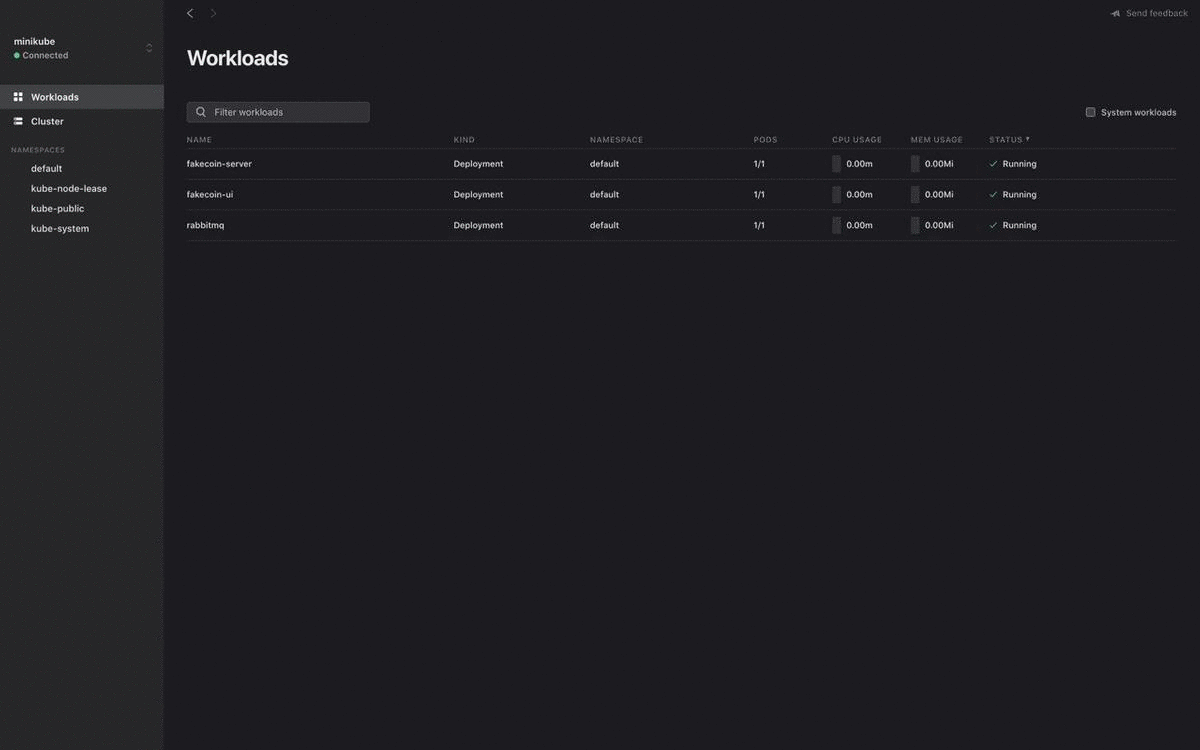 Send feedback
minikube
Connected
Workloads
Cluster
NAMESPACES
default
kube-node-lease
kube-public
kube-system
Workloads
Filter workloads
System workloads
NAME KIND NAMESPACE PODS CPU USAGE MEM USAGE STATUS
fakecoin-server Deployment default 1/1 0.00m 0.00Mi Running
fakecoin-ui Deployment default 1/1 0.00m 0.00Mi Running
rabbitmq Deployment default 1/1 0.00m 0.00Mi Running